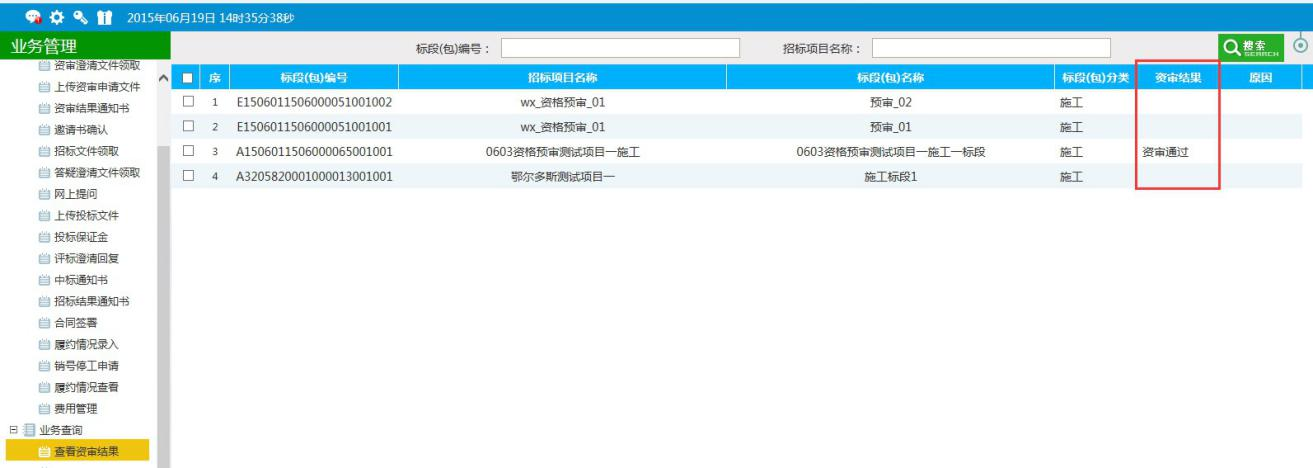 2015年06月19日 14时35分38秒
业务管理
标段(包)编号：
招标项目名称：
搜索
SEARCH
资审澄清文件领取
上传资审申请文件
资审结果通知书
邀请书确认
招标文件领取
答疑澄清文件领取
网上提问
上传投标文件
投标保证金
评标澄清回复
中标通知书
招标结果通知书
合同签署
履约情况录入
销号停工申请
履约情况查看
费用管理
业务查询
查看资审结果
序 标段(包)编号 招标项目名称 标段(包)名称 标段(包)分类 资审结果 原因
1 E1506011506000051001002 wx_资格预审_01 预审_02 施工
2 E1506011506000051001001 wx_资格预审_01 预审_01 施工
3 A1506011506000065001001 0603资格预审测试项目一施工 0603资格预审测试项目一施工一标段 施工 资审通过
4 A3205820001000013001001 鄂尔多斯测试项目一 施工标段1 施工